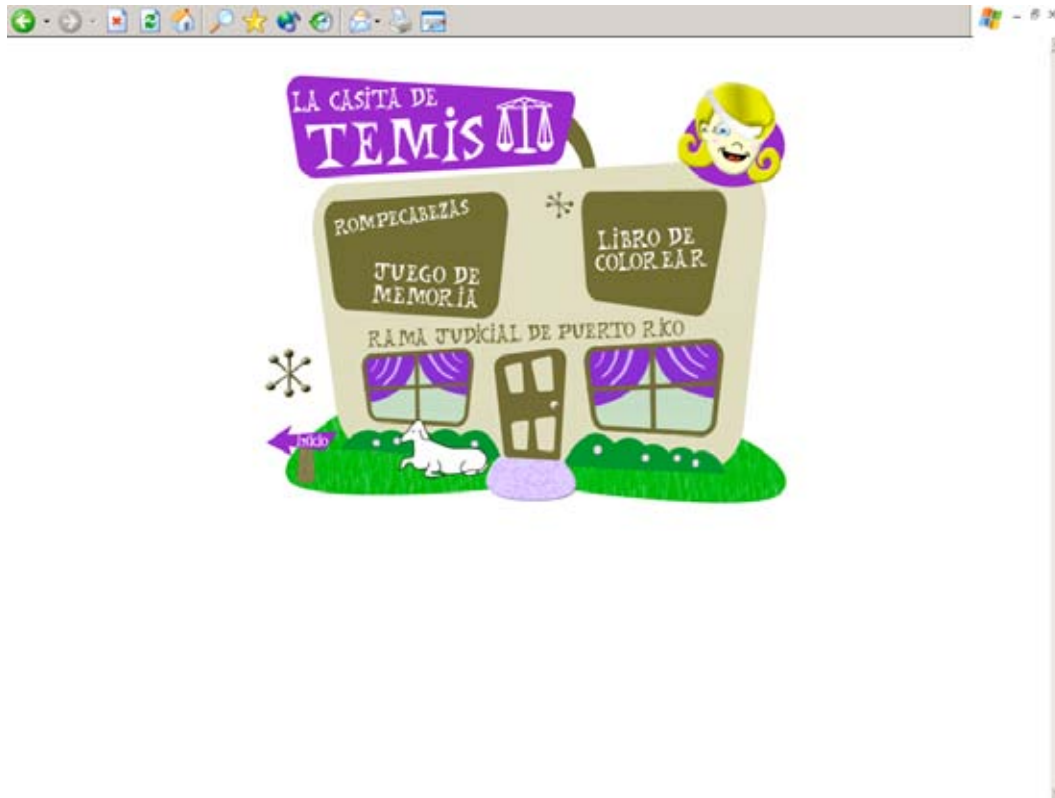 LA CASITA DE
TEMIS
ROMPECABEZAS
JUEGO DE
MEMORIA
LIBRO DE
COLOREAR
RAMA JUDICIAL DE PUERTO RICO
Inicio